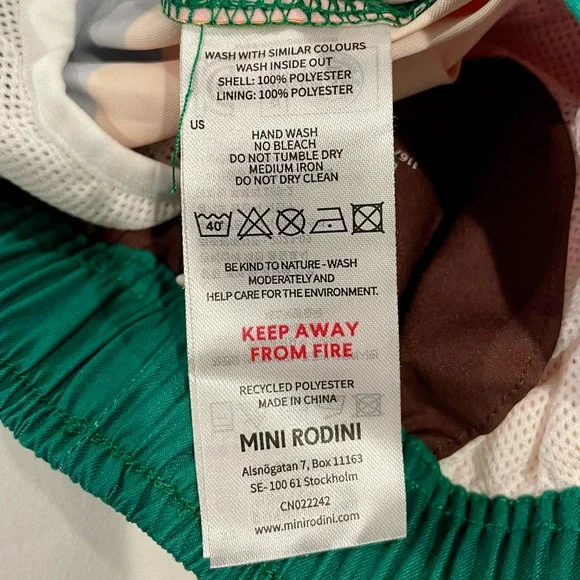 WASH WITH SIMILAR COLOURS
WASH INSIDE OUT
SHELL: 100% POLYESTER
LINING: 100% POLYESTER
US
HAND WASH
NO BLEACH
DO NOT TUMBLE DRY
MEDIUM IRON
DO NOT DRY CLEAN
40°
BE KIND TO NATURE - WASH
MODERATELY AND
HELP CARE FOR THE ENVIRONMENT.
KEEP AWAY
FROM FIRE
RECYCLED POLYESTER
MADE IN CHINA
MINI RODINI
Alsnögatan 7, Box 11163
SE- 100 61 Stockholm
CN022242
www.minirodini.com